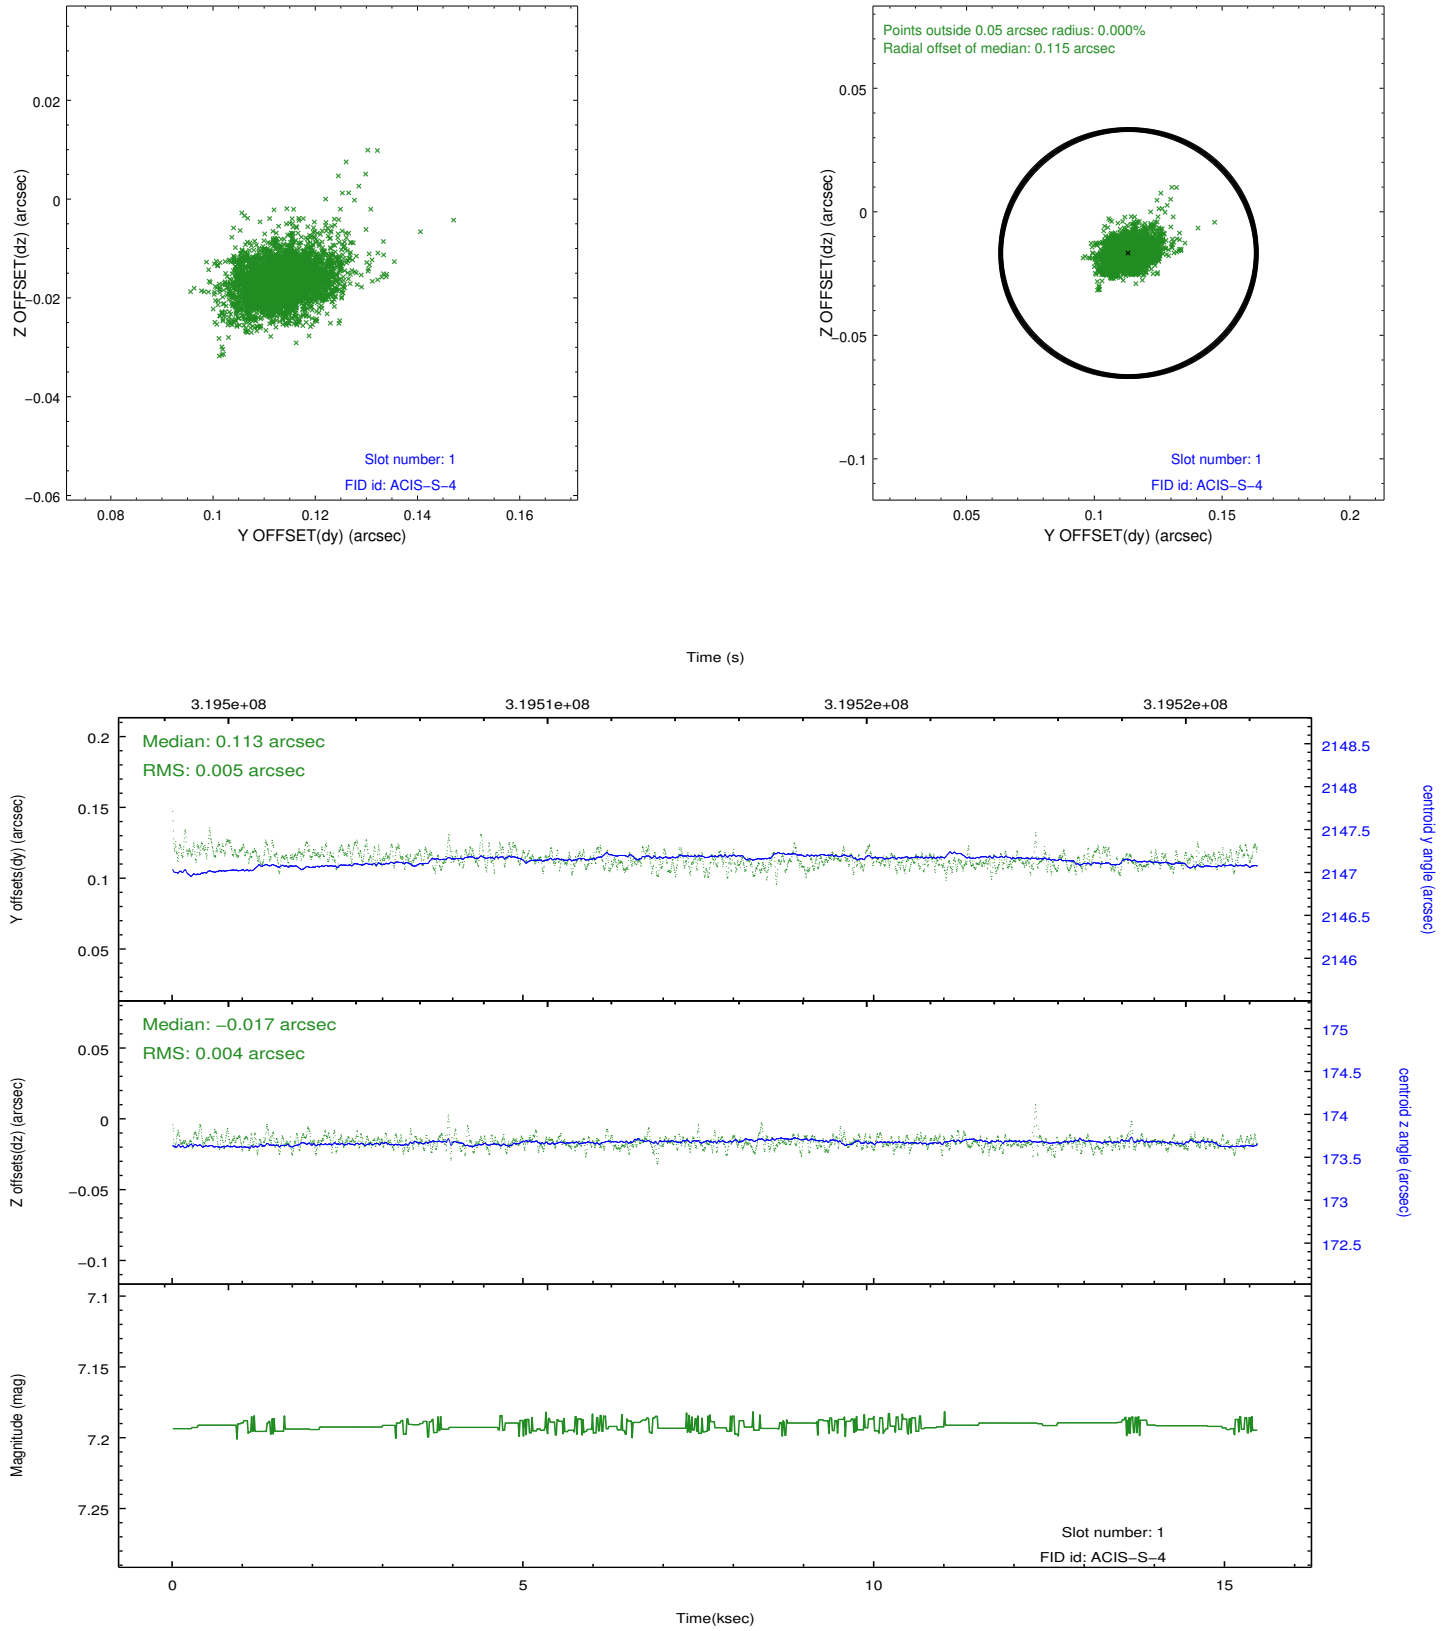 0.02
0
−0.02
−0.04
−0.06
Z OFFSET(dz) (arcsec)
0.08
0.1
0.12
0.14
0.16
Y OFFSET(dy) (arcsec)
Slot number: 1
FID id: ACIS−S−4
Points outside 0.05 arcsec radius: 0.000%
Radial offset of median: 0.115 arcsec
0.05
0
−0.05
−0.1
Z OFFSET(dz) (arcsec)
0.05
0.1
0.15
0.2
Y OFFSET(dy) (arcsec)
Slot number: 1
FID id: ACIS−S−4
Time (s)
3.195e+08
3.1951e+08
3.1952e+08
3.1952e+08
Median: 0.113 arcsec
RMS: 0.005 arcsec
0.2
0.15
0.1
0.05
Y offsets(dy) (arcsec)
2148.5
2148
2147.5
2147
2146.5
2146
centroid y angle (arcsec)
Median: −0.017 arcsec
RMS: 0.004 arcsec
0.05
0
−0.05
−0.1
Z offsets(dz) (arcsec)
175
174.5
174
173.5
173
172.5
centroid z angle (arcsec)
7.1
7.15
7.2
7.25
Magnitude (mag)
Slot number: 1
FID id: ACIS−S−4
0
5
10
15
Time(ksec)